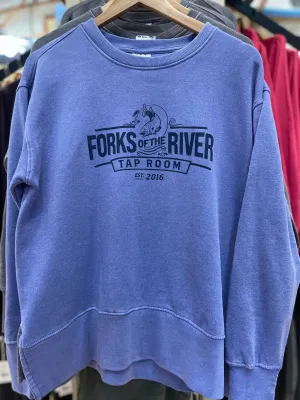 FORKS OF THE RIVER
TAP ROOM
EST. 2016